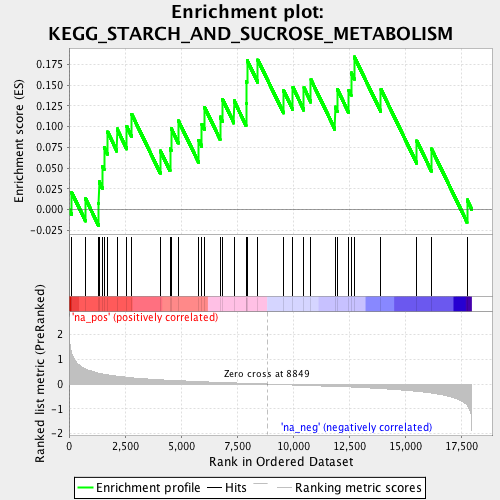 Enrichment plot:
KEGG_STARCH_AND_SUCROSE_METABOLISM
Enrichment score (ES)
0.175
0.150
0.125
0.100
0.075
0.050
0.025
0.000
-0.025
'na_pos' (positively correlated)
Ranked list metric (PreRanked)
2
1
0
-1
-2
Zero cross at 8849
'na_neg' (negatively correlated)
0 2,500 5,000 7,500 10,000 12,500 15,000 17,500
Rank in Ordered Dataset
Enrichment profile Hits Ranking metric scores